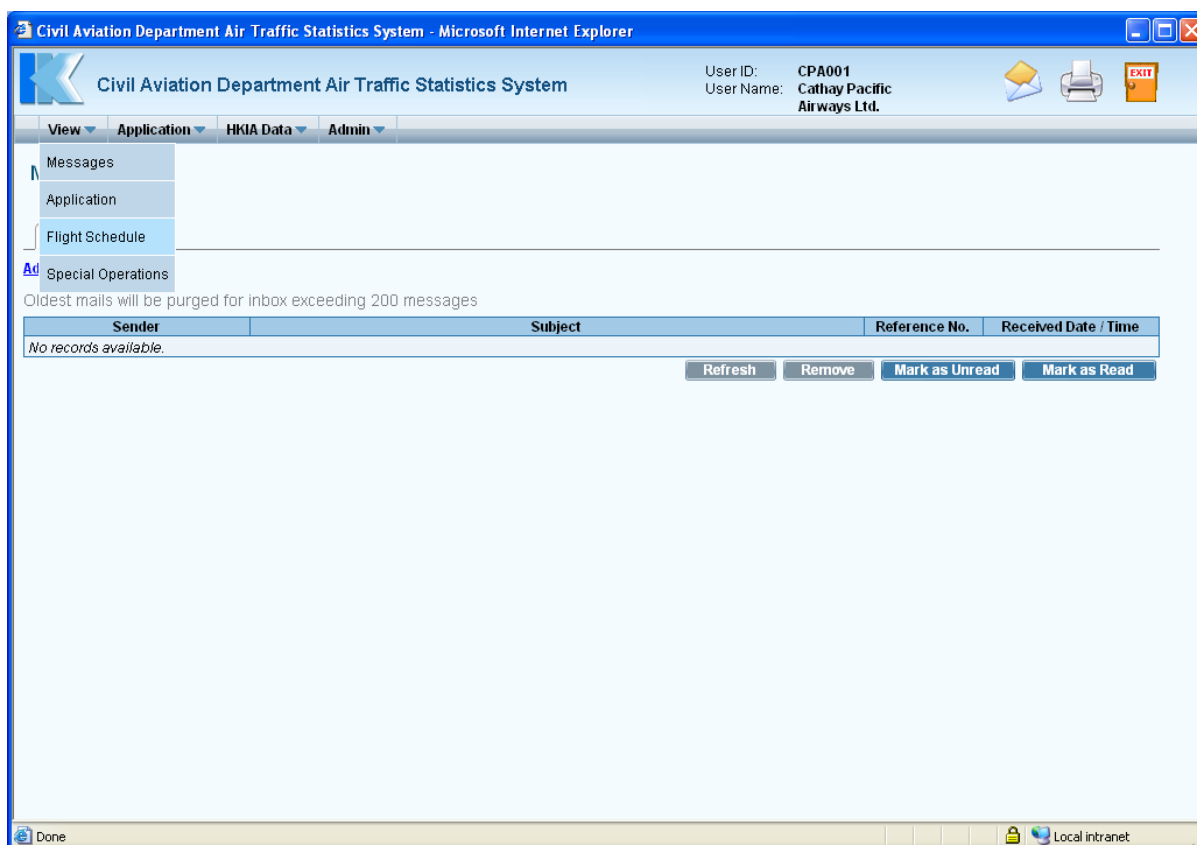 Civil Aviation Department Air Traffic Statistics System - Microsoft Internet Explorer
Civil Aviation Department Air Traffic Statistics System
User ID: CPA001
User Name: Cathay Pacific Airways Ltd.
EXIT
View Application HKIA Data Admin
Messages
Application
Flight Schedule
Special Operations
Oldest mails will be purged for inbox exceeding 200 messages
Sender Subject Reference No. Received Date / Time
No records available.
Refresh Remove Mark as Unread Mark as Read
Done Local intranet